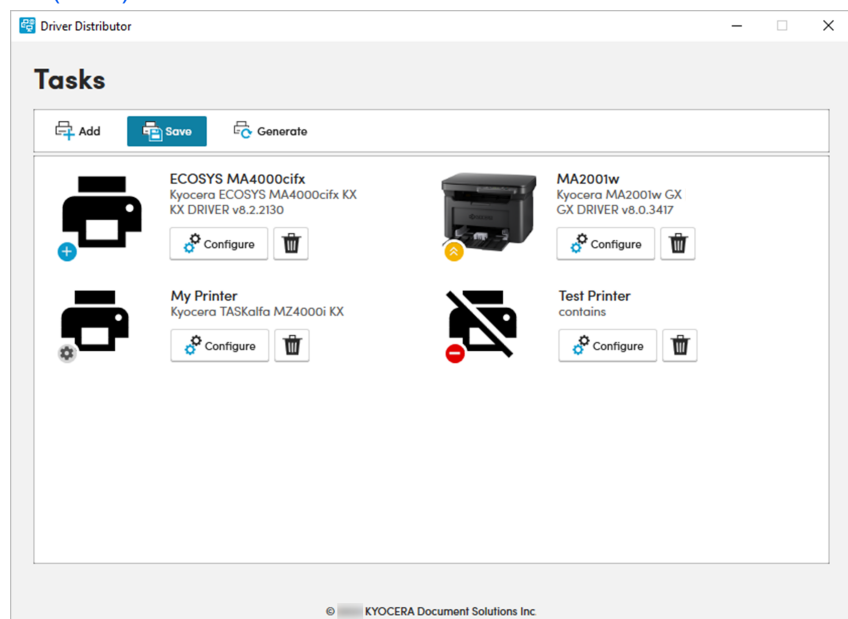 Driver Distributor
Tasks
Add
Save
Generate
ECOSYS MA4000cifx
Kyocera ECOSYS MA4000cifx KX
KX DRIVER v8.2.2130
Configure
MA2001w
Kyocera MA2001w GX
GX DRIVER v8.0.3417
Configure
My Printer
Kyocera TASKalfa MZ4000i KX
Configure
Test Printer
contains
Configure
© KYOCERA Document Solutions Inc.